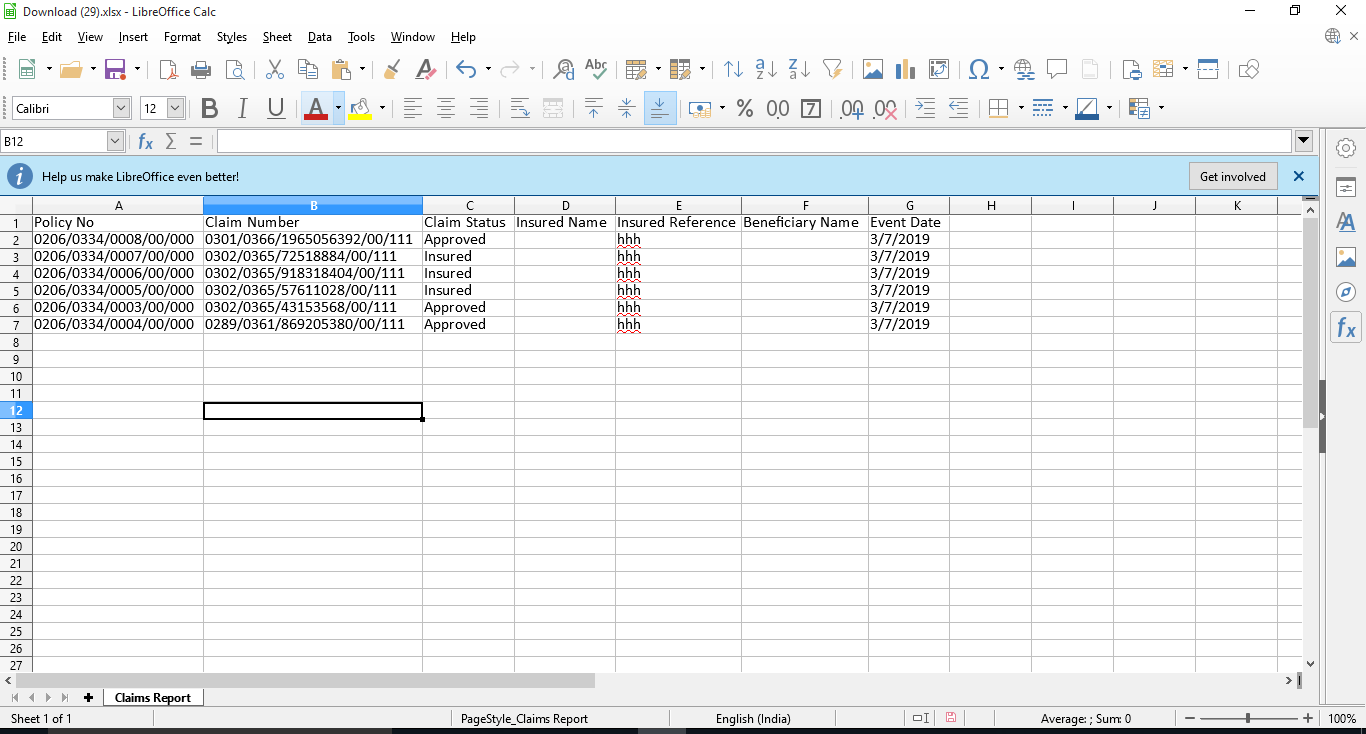 Download (29).xlsx - LibreOffice Calc
File Edit View Insert Format Styles Sheet Data Tools Window Help
Calibri 12
B12
Help us make LibreOffice even better! Get involved
A B C D E F G H I J K
1 Policy No Claim Number Claim Status Insured Name Insured Reference Beneficiary Name Event Date
2 0206/0334/0008/00/000 0301/0366/1965056392/00/111 Approved hhh 3/7/2019
3 0206/0334/0007/00/000 0302/0365/72518884/00/111 Insured hhh 3/7/2019
4 0206/0334/0006/00/000 0302/0365/918318404/00/111 Insured hhh 3/7/2019
5 0206/0334/0005/00/000 0302/0365/57611028/00/111 Insured hhh 3/7/2019
6 0206/0334/0003/00/000 0302/0365/43153568/00/111 Approved hhh 3/7/2019
7 0206/0334/0004/00/000 0289/0361/869205380/00/111 Approved hhh 3/7/2019
8
9
10
11
12
13
14
15
16
17
18
19
20
21
22
23
24
25
26
27
Claims Report
Sheet 1 of 1 PageStyle_Claims Report English (India) Average: ; Sum: 0 100%